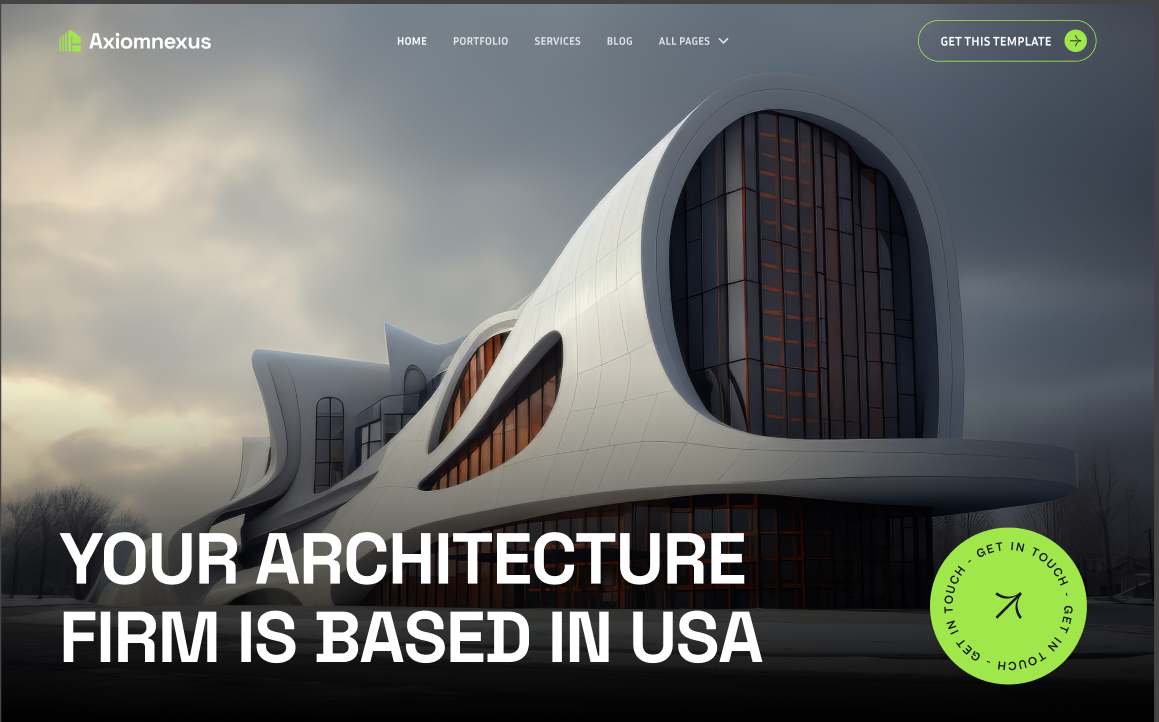 Axiomnexus
HOME
PORTFOLIO
SERVICES
BLOG
ALL PAGES
GET THIS TEMPLATE
YOUR ARCHITECTURE
FIRM IS BASED IN USA
GET IN TOUCH - GET IN TOUCH - GET IN TOUCH -